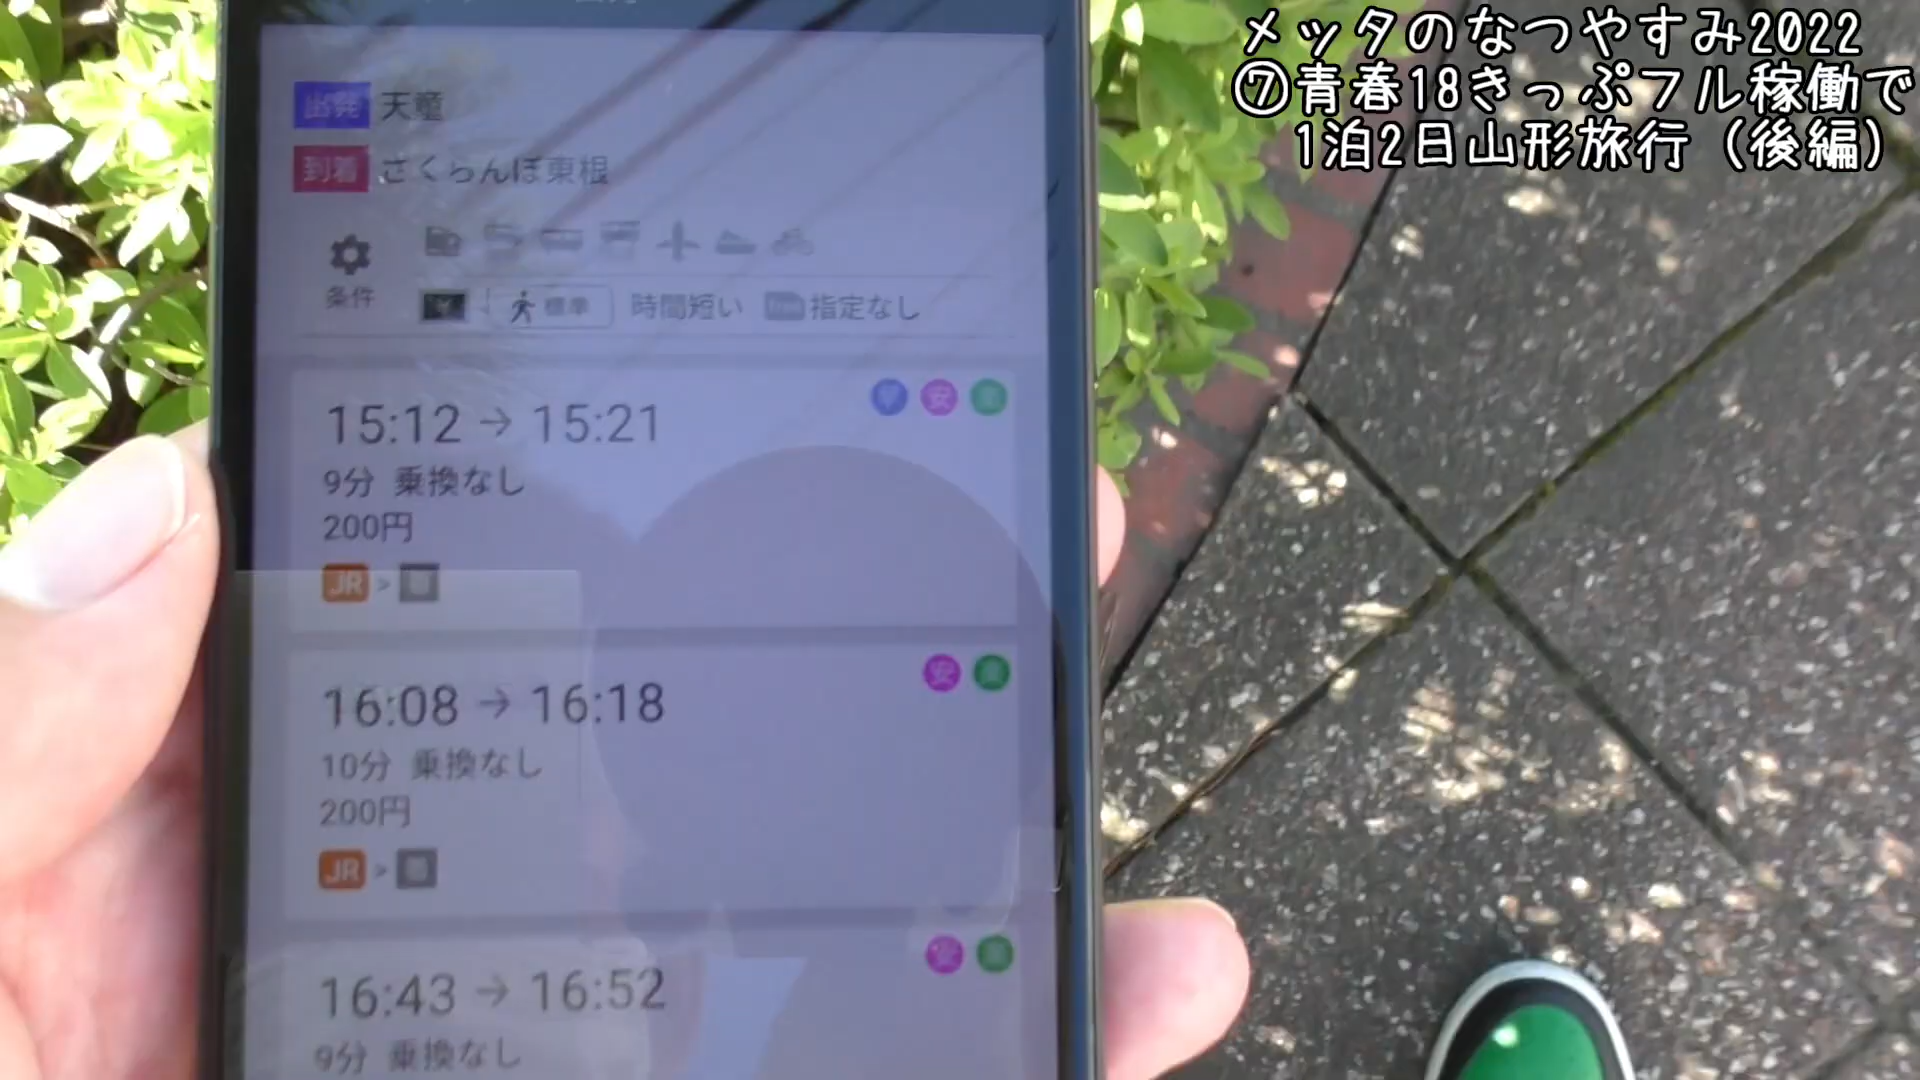 メッタのなつやすみ2022
⑦青春18きっぷフル稼働で
1泊2日山形旅行（後編）
出発 天童
到着 さくらんぼ東根
条件
標準 時間短い 指定なし
15:12 → 15:21
安
9分 乗換なし
200円
JR >
16:08 → 16:18
安
10分 乗換なし
200円
JR >
16:43 → 16:52
安
9分 乗換なし